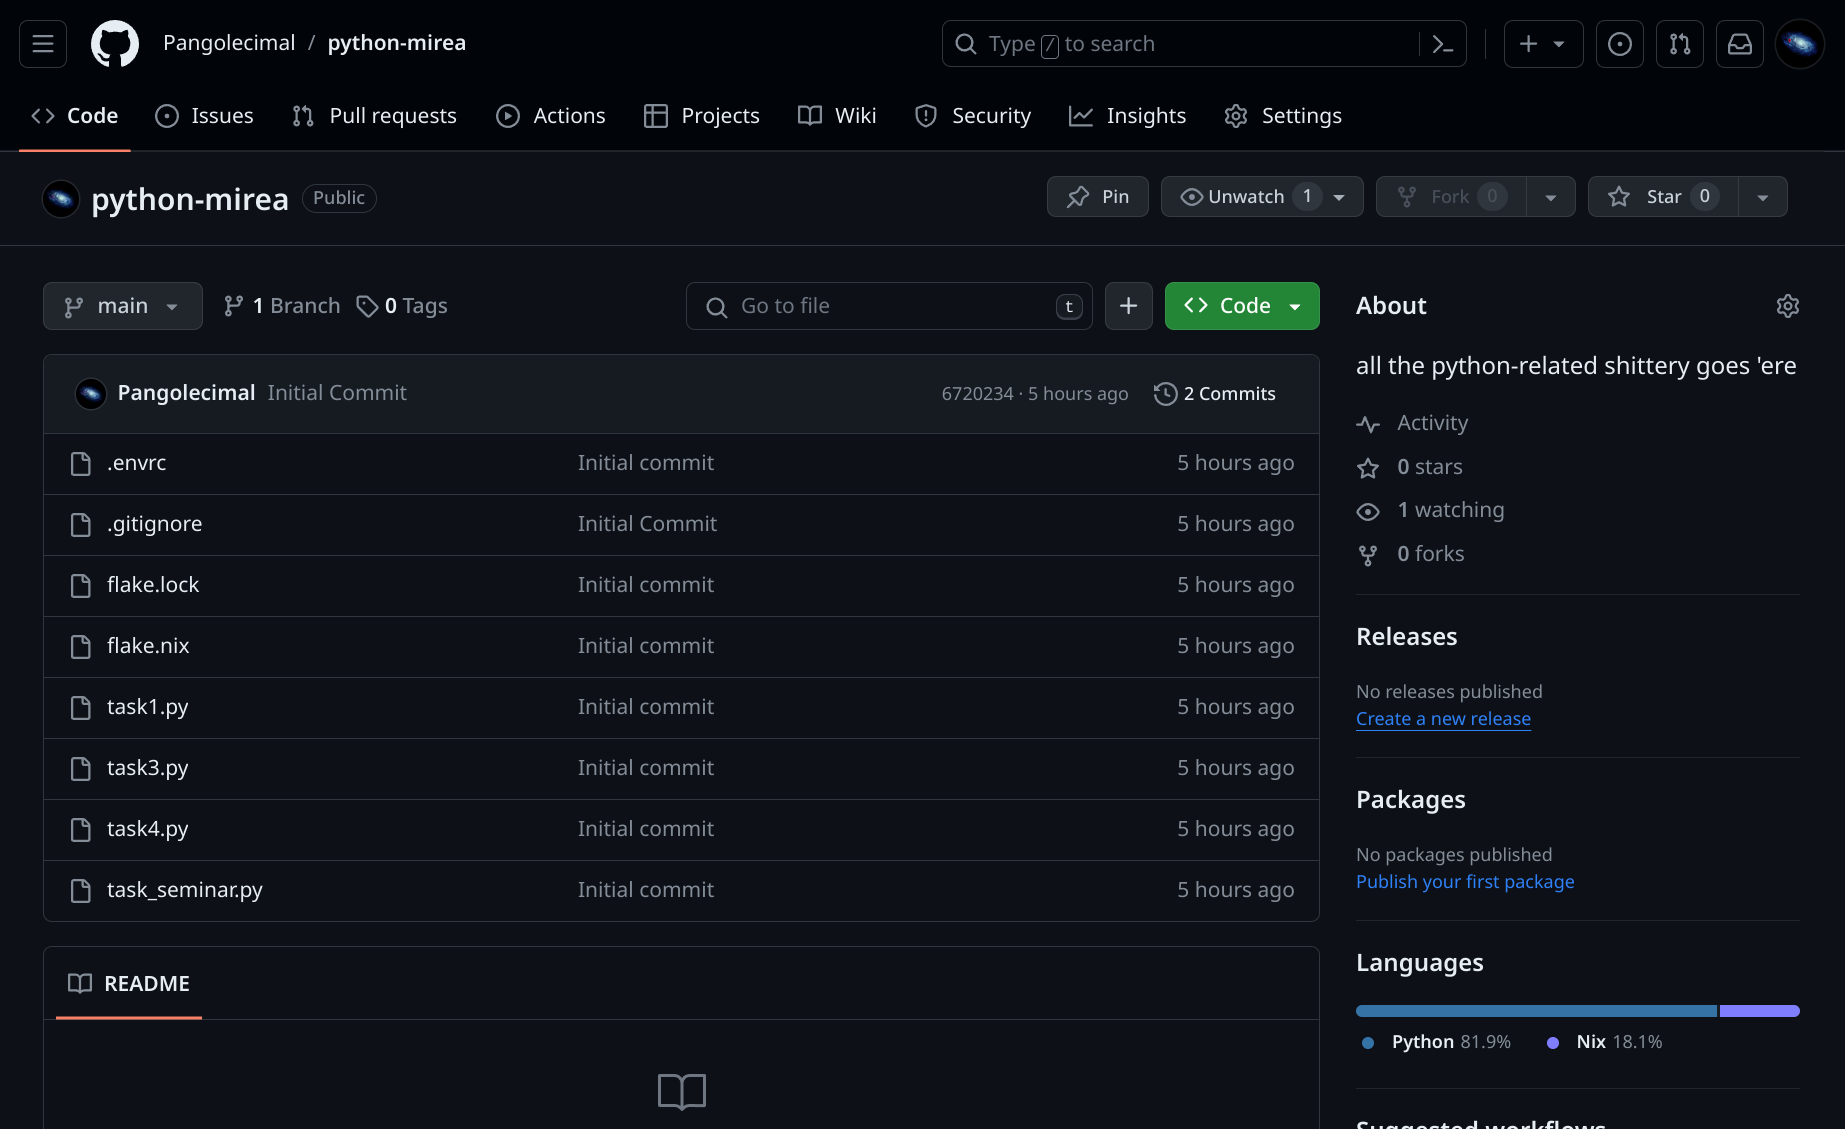 Pangolecimal / python-mirea
Type / to search
Code Issues Pull requests Actions Projects Wiki Security Insights Settings
python-mirea Public
Pin Unwatch 1 Fork 0 Star 0
main 1 Branch 0 Tags
Go to file t
Code
Pangolecimal Initial Commit 6720234 · 5 hours ago 2 Commits
.envrc Initial commit 5 hours ago
.gitignore Initial Commit 5 hours ago
flake.lock Initial commit 5 hours ago
flake.nix Initial commit 5 hours ago
task1.py Initial commit 5 hours ago
task3.py Initial commit 5 hours ago
task4.py Initial commit 5 hours ago
task_seminar.py Initial commit 5 hours ago
README
About
all the python-related shittery goes 'ere
Activity
0 stars
1 watching
0 forks
Releases
No releases published
Create a new release
Packages
No packages published
Publish your first package
Languages
Python 81.9% Nix 18.1%
Suggested workflows